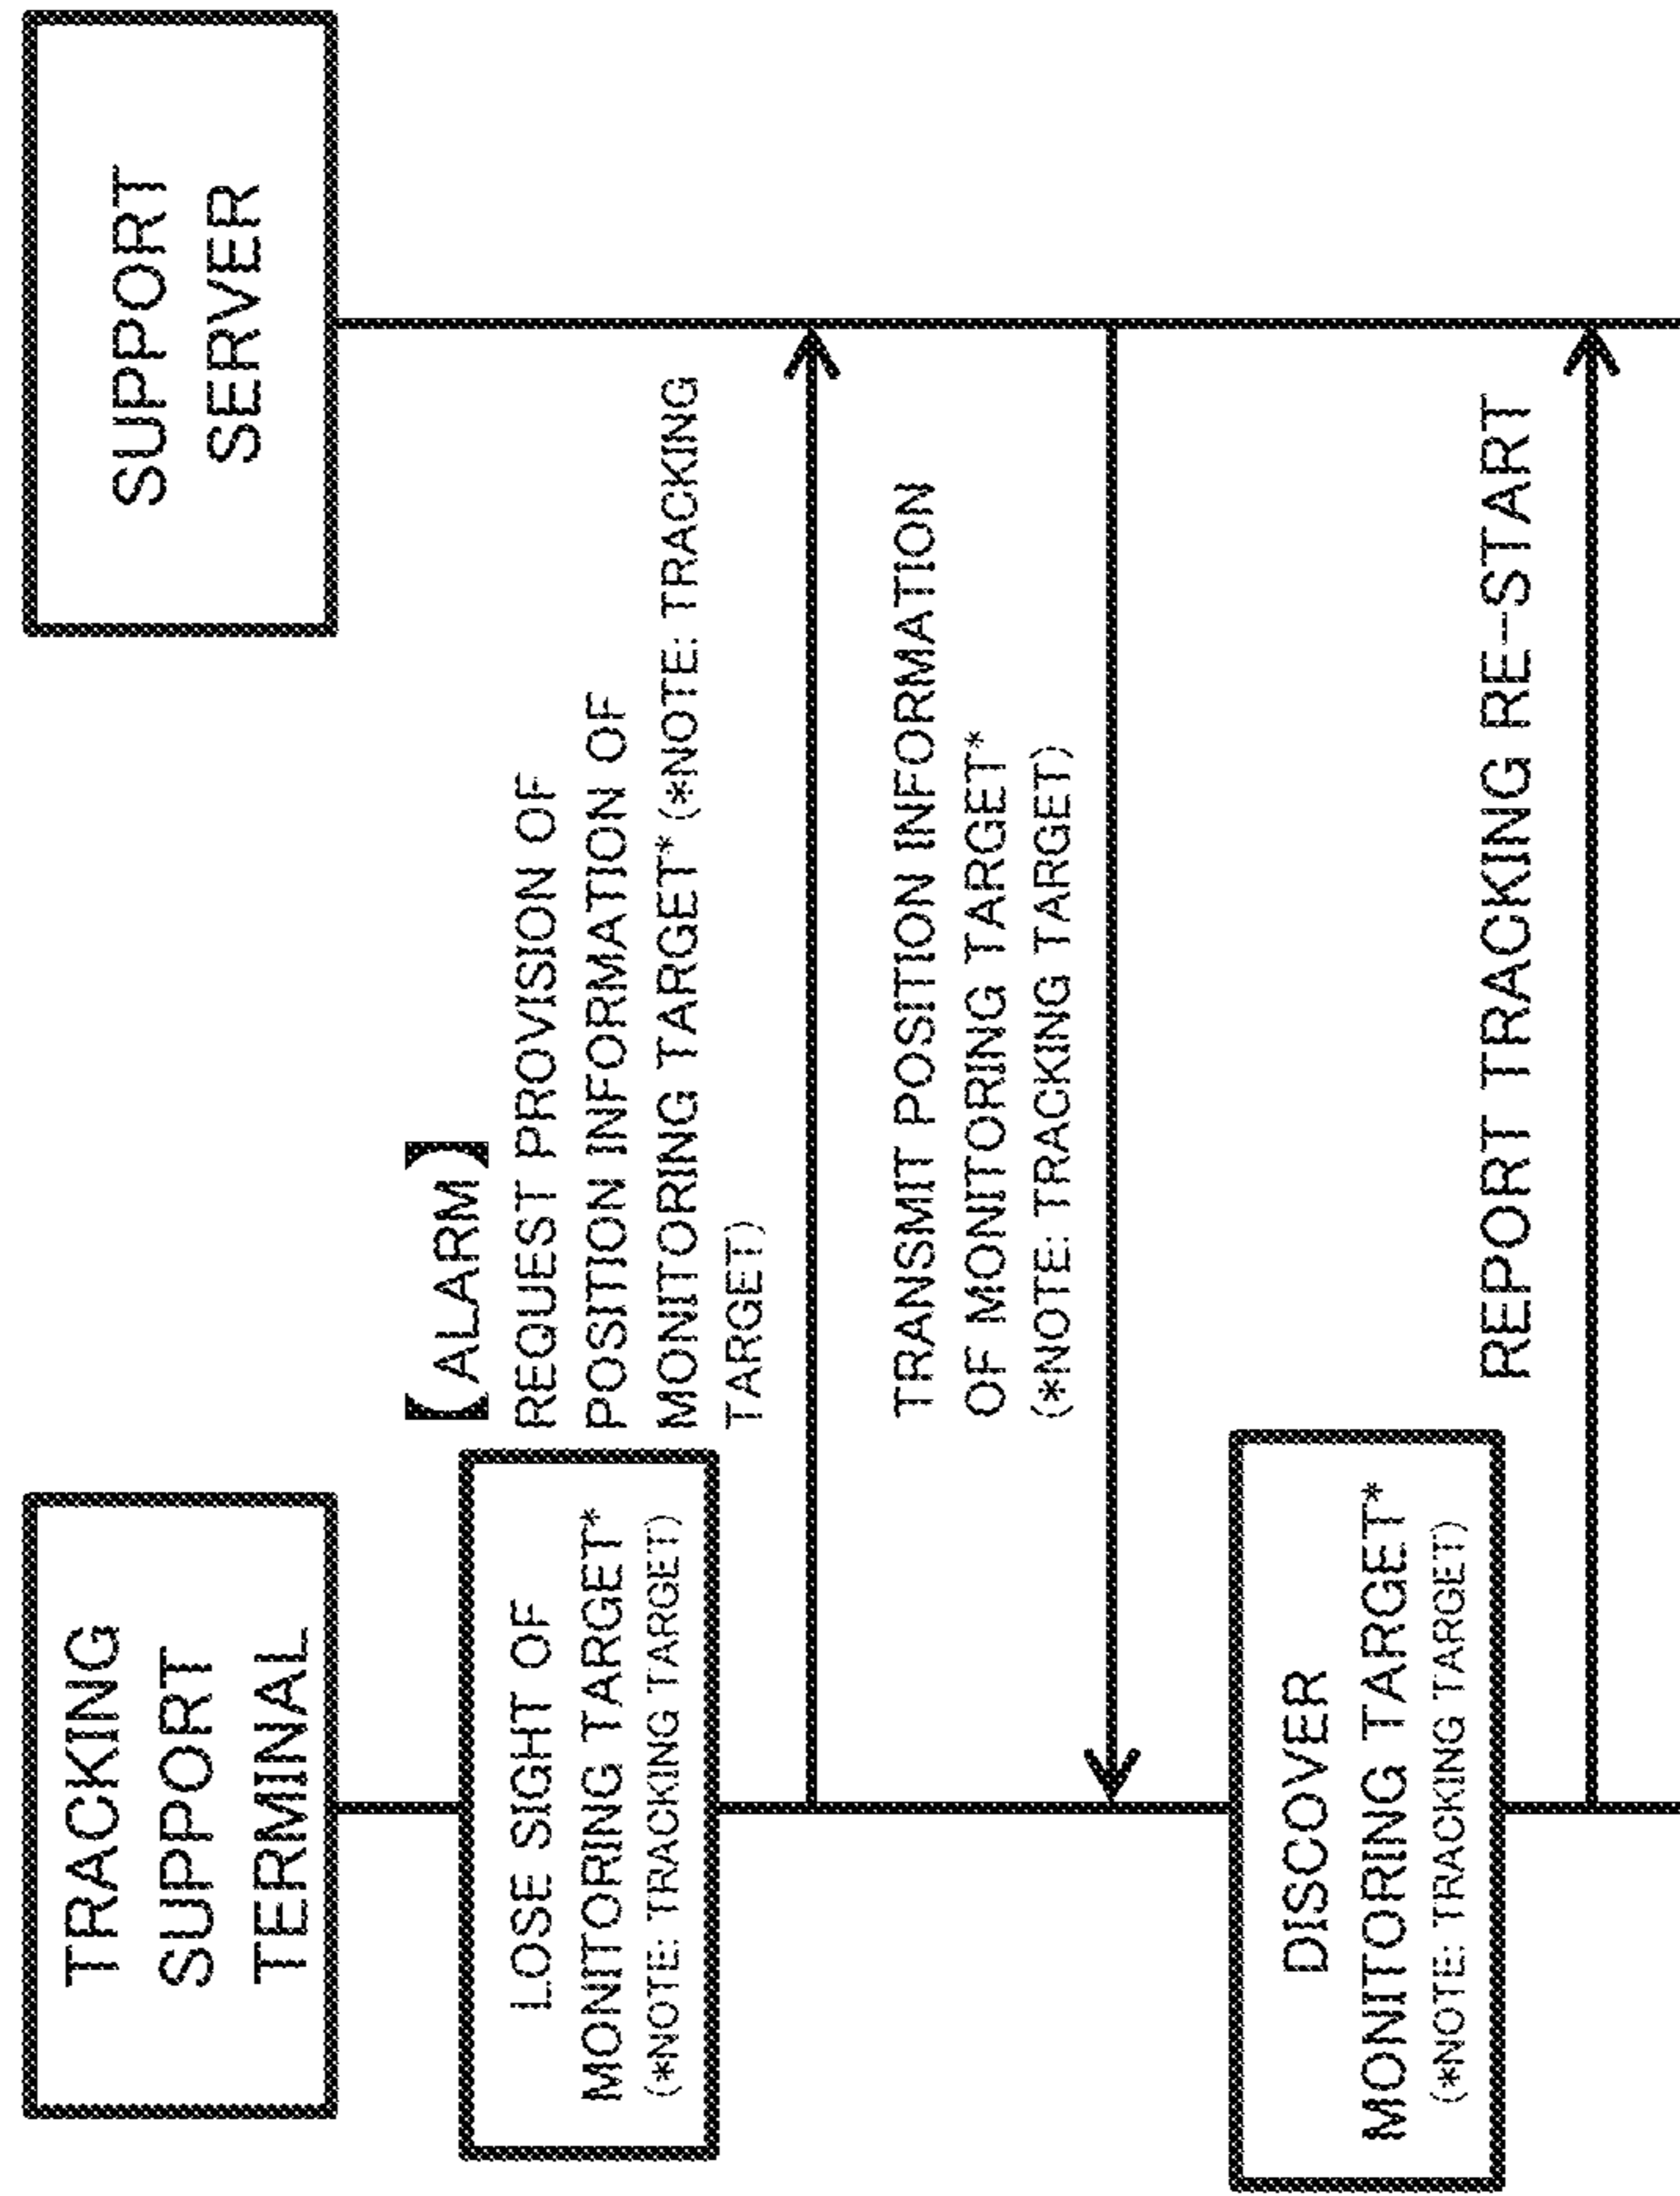 TRACKING
SUPPORT
TERMINAL
SUPPORT
SERVER
LOSE SIGHT OF
MONITORING TARGET*
(*NOTE: TRACKING TARGET)
【ALARM】
REQUEST PROVISION OF
POSITION INFORMATION OF
MONITORING TARGET* (*NOTE: TRACKING
TARGET)
TRANSMIT POSITION INFORMATION
OF MONITORING TARGET*
(*NOTE: TRACKING TARGET)
DISCOVER
MONITORING TARGET*
(*NOTE: TRACKING TARGET)
REPORT TRACKING RE-START